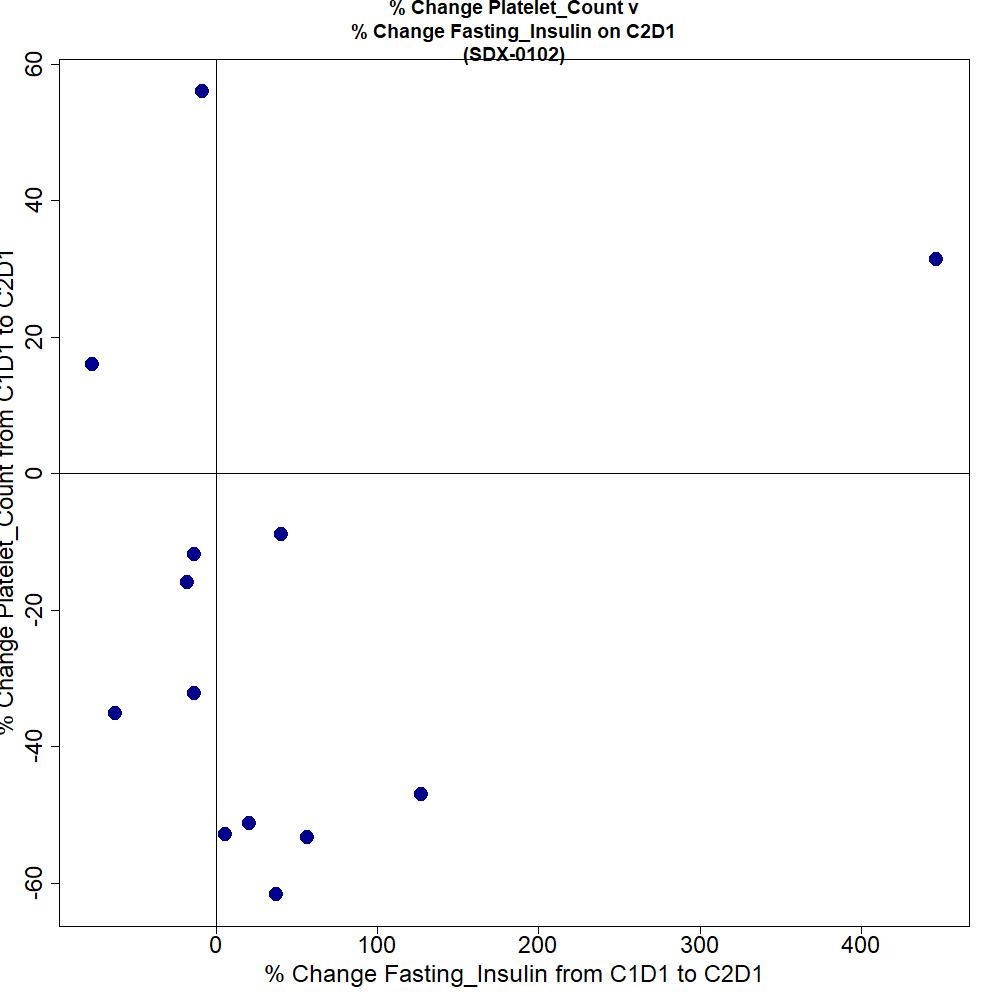 % Change Platelet_Count v
% Change Fasting_Insulin on C2D1
(SDX-0102)
60
40
20
0
-20
-40
-60
% Change Platelet_Count from C1D1 to C2D1
0 100 200 300 400
% Change Fasting_Insulin from C1D1 to C2D1